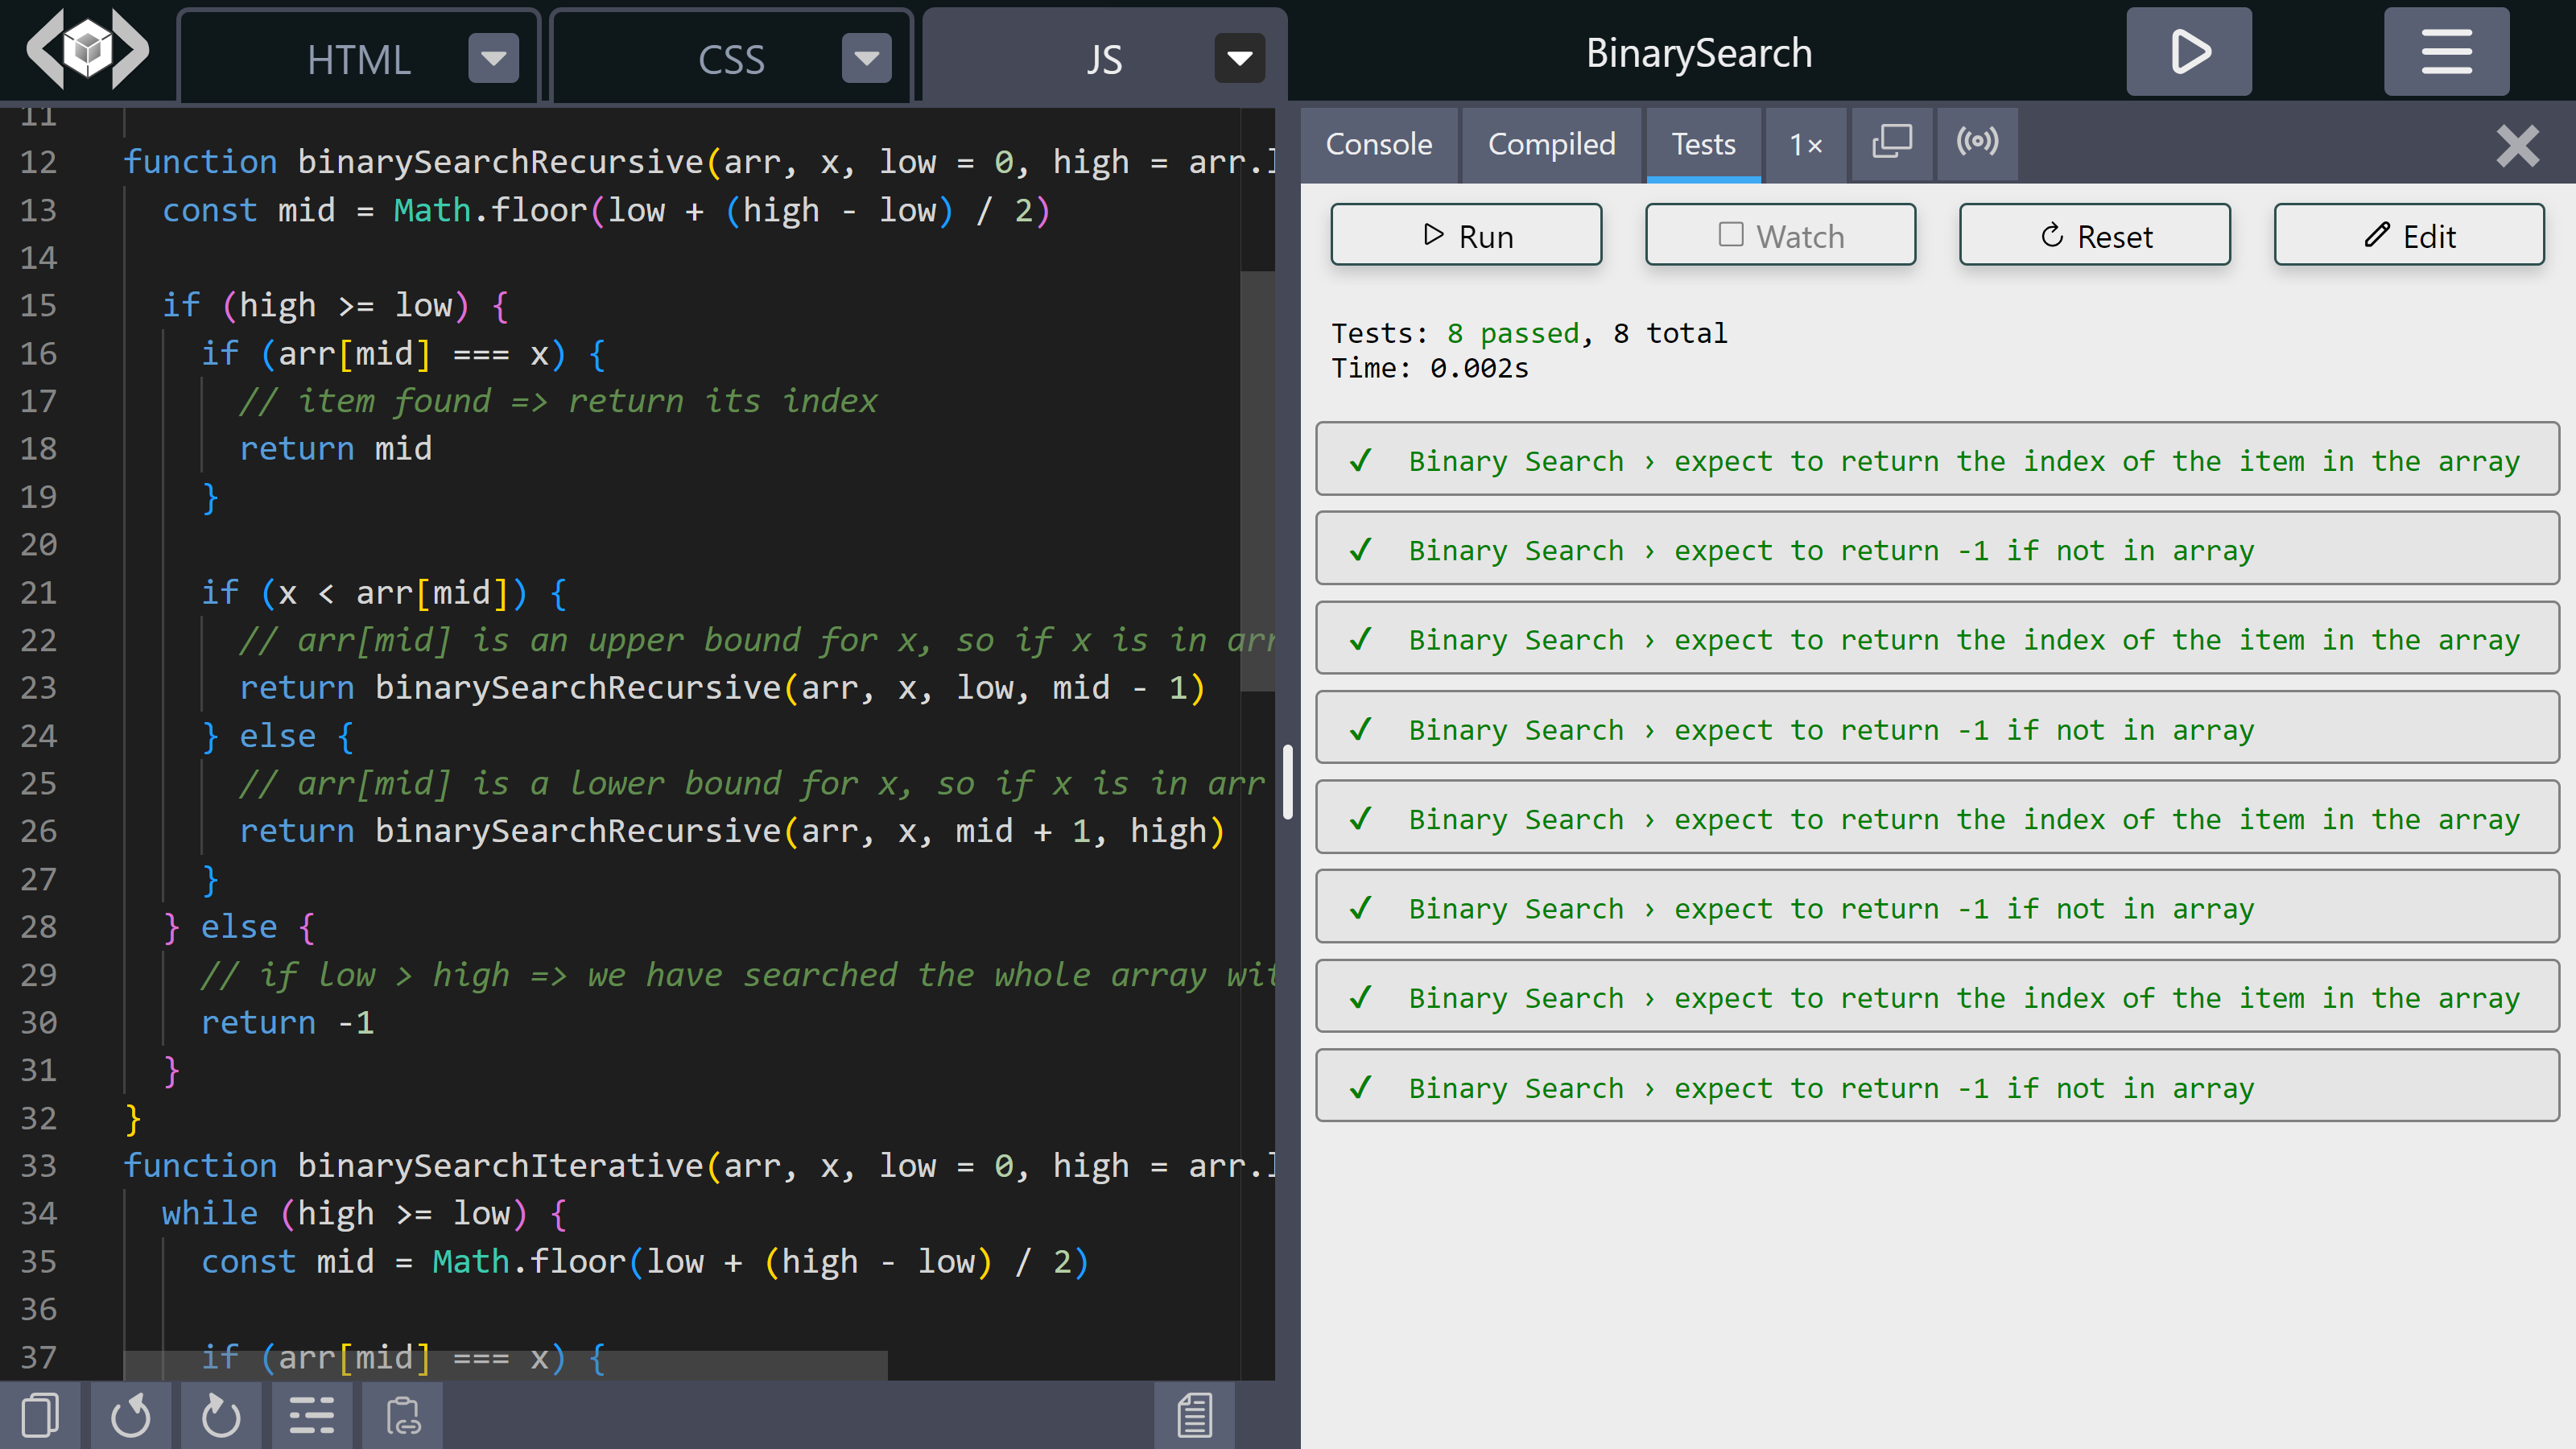 HTML
CSS
JS
BinarySearch
11
12 function binarySearchRecursive(arr, x, low = 0, high = arr.l
13 const mid = Math.floor(low + (high - low) / 2)
14
15 if (high >= low) {
16 if (arr[mid] === x) {
17 // item found => return its index
18 return mid
19 }
20
21 if (x < arr[mid]) {
22 // arr[mid] is an upper bound for x, so if x is in arr
23 return binarySearchRecursive(arr, x, low, mid - 1)
24 } else {
25 // arr[mid] is a lower bound for x, so if x is in arr
26 return binarySearchRecursive(arr, x, mid + 1, high)
27 }
28 } else {
29 // if low > high => we have searched the whole array wit
30 return -1
31 }
32 }
33 function binarySearchIterative(arr, x, low = 0, high = arr.l
34 while (high >= low) {
35 const mid = Math.floor(low + (high - low) / 2)
36
37 if (arr[mid] === x) {
Console
Compiled
Tests
1×
Run
Watch
Reset
Edit
Tests: 8 passed, 8 total
Time: 0.002s
✓ Binary Search › expect to return the index of the item in the array
✓ Binary Search › expect to return -1 if not in array
✓ Binary Search › expect to return the index of the item in the array
✓ Binary Search › expect to return -1 if not in array
✓ Binary Search › expect to return the index of the item in the array
✓ Binary Search › expect to return -1 if not in array
✓ Binary Search › expect to return the index of the item in the array
✓ Binary Search › expect to return -1 if not in array